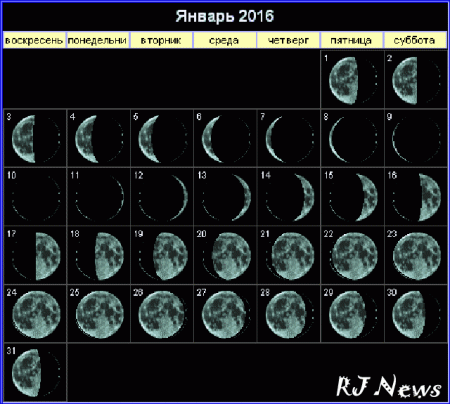 Январь 2016
воскресень понедельни вторник среда четверг пятница суббота
1 2
3 4 5 6 7 8 9
10 11 12 13 14 15 16
17 18 19 20 21 22 23
24 25 26 27 28 29 30
31
RJ News